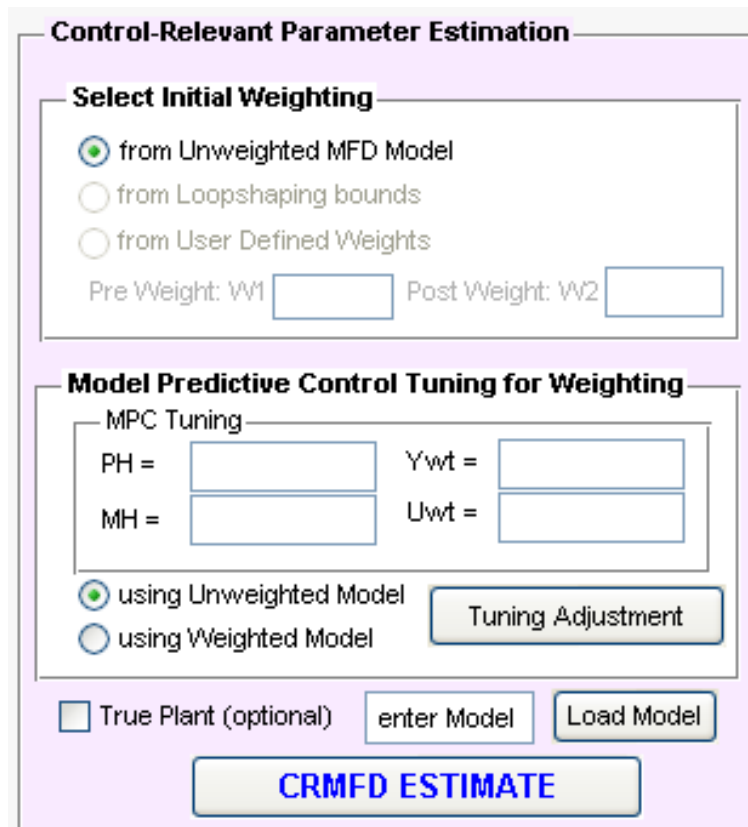 Control-Relevant Parameter Estimation
Select Initial Weighting
from Unweighted MFD Model
from Loopshaping bounds
from User Defined Weights
Pre Weight: W1 Post Weight: W2
Model Predictive Control Tuning for Weighting
MPC Tuning
PH = Ywt =
MH = Uwt =
using Unweighted Model
using Weighted Model
Tuning Adjustment
True Plant (optional) enter Model Load Model
CRMFD ESTIMATE